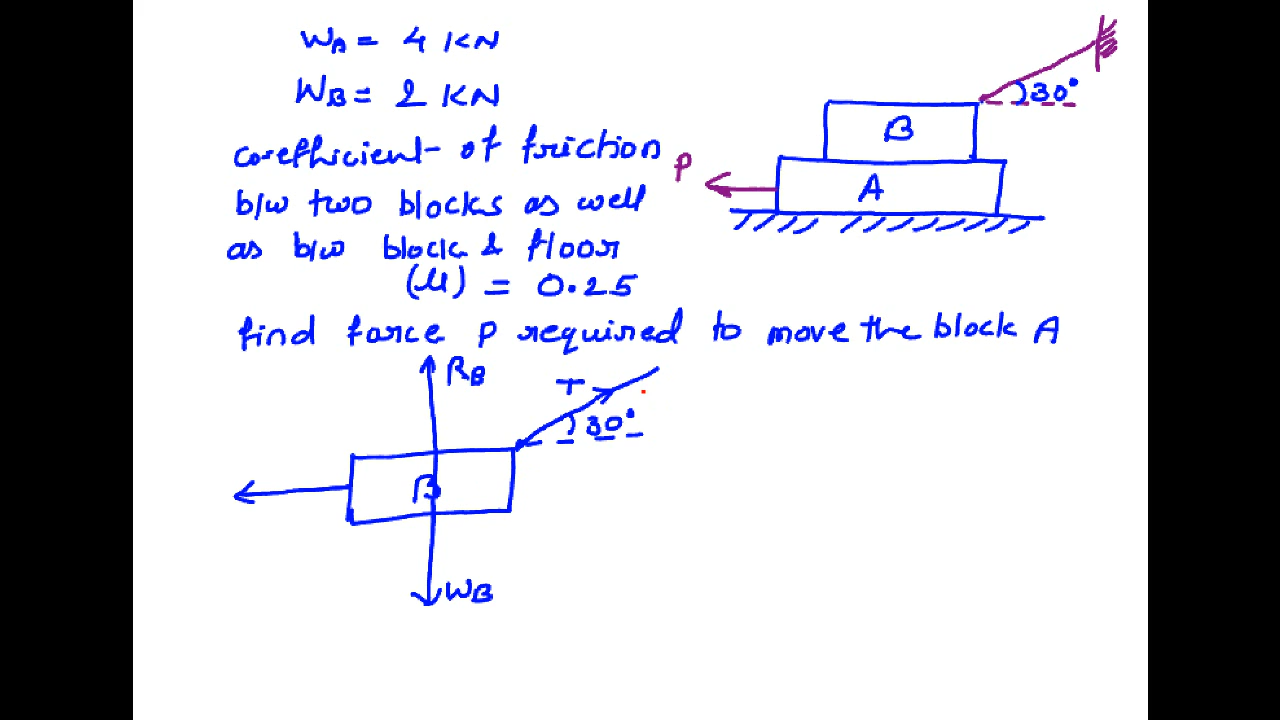 WA = 4 KN
WB = 2 KN
coefficient of friction
b/w two blocks as well
as b/w block & floor
(μ) = 0.25
find force P required to move the block A
30°
B
P
A
RB
T
30°
B
WB